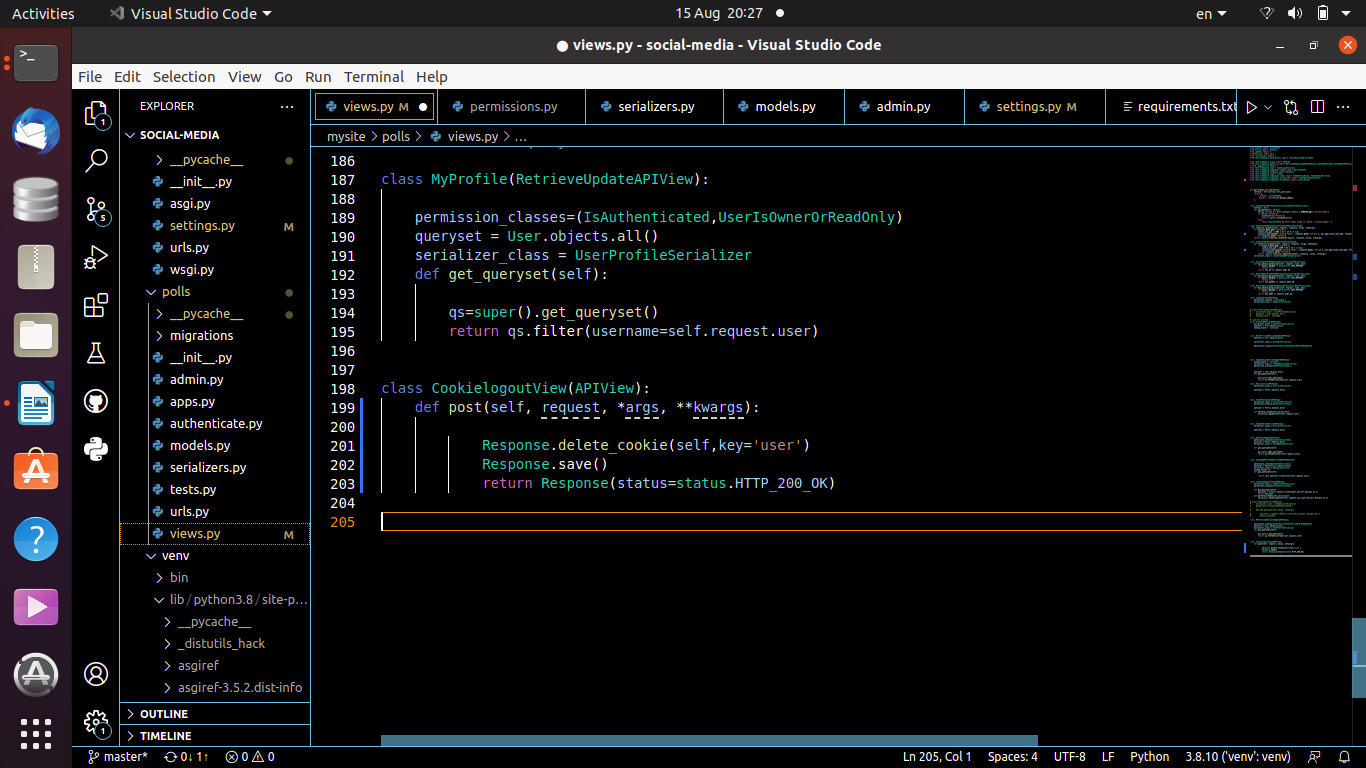 Activities
Visual Studio Code
15 Aug 20:27
en
views.py - social-media - Visual Studio Code
File Edit Selection View Go Run Terminal Help
EXPLORER
views.py M
permissions.py
serializers.py
models.py
admin.py
settings.py M
requirements.txt
SOCIAL-MEDIA
mysite > polls > views.py > ...
__pycache__
__init__.py
asgi.py
settings.py M
urls.py
wsgi.py
polls
__pycache__
migrations
__init__.py
admin.py
apps.py
authenticate.py
models.py
serializers.py
tests.py
urls.py
views.py M
venv
bin
lib / python3.8 / site-p...
__pycache__
_distutils_hack
asgiref
asgiref-3.5.2.dist-info
OUTLINE
TIMELINE
1
5
1
186
187 class MyProfile(RetrieveUpdateAPIView):
188
189 permission_classes=(IsAuthenticated,UserIsOwnerOrReadOnly)
190 queryset = User.objects.all()
191 serializer_class = UserProfileSerializer
192 def get_queryset(self):
193
194 qs=super().get_queryset()
195 return qs.filter(username=self.request.user)
196
197
198 class CookielogoutView(APIView):
199 def post(self, request, *args, **kwargs):
200
201 Response.delete_cookie(self,key='user')
202 Response.save()
203 return Response(status=status.HTTP_200_OK)
204
205
master* 0↓ 1↑ 0 0
Ln 205, Col 1 Spaces: 4 UTF-8 LF Python 3.8.10 ('venv': venv)